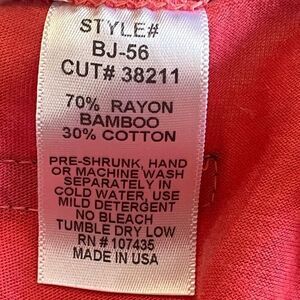 STYLE#
BJ-56
CUT# 38211
70% RAYON
BAMBOO
30% COTTON
PRE-SHRUNK, HAND
OR MACHINE WASH
SEPARATELY IN
COLD WATER, USE
MILD DETERGENT
NO BLEACH
TUMBLE DRY LOW
RN # 107435
MADE IN USA